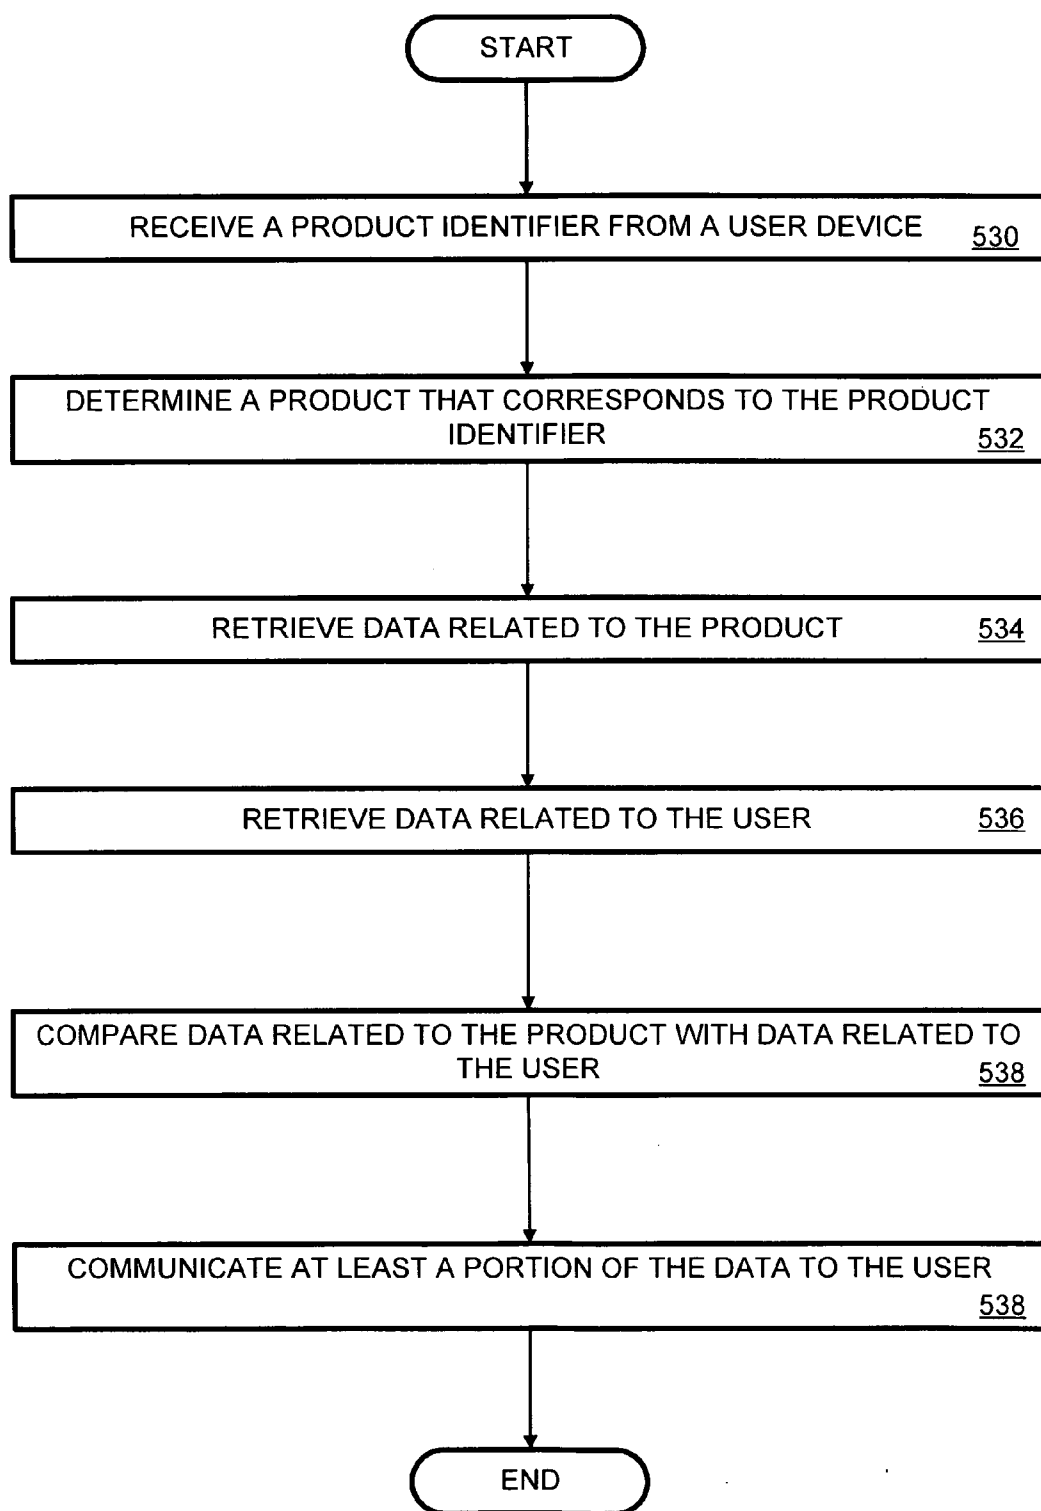 START
RECEIVE A PRODUCT IDENTIFIER FROM A USER DEVICE
530
DETERMINE A PRODUCT THAT CORRESPONDS TO THE PRODUCT
IDENTIFIER
532
RETRIEVE DATA RELATED TO THE PRODUCT
534
RETRIEVE DATA RELATED TO THE USER
536
COMPARE DATA RELATED TO THE PRODUCT WITH DATA RELATED TO
THE USER
538
COMMUNICATE AT LEAST A PORTION OF THE DATA TO THE USER
538
END